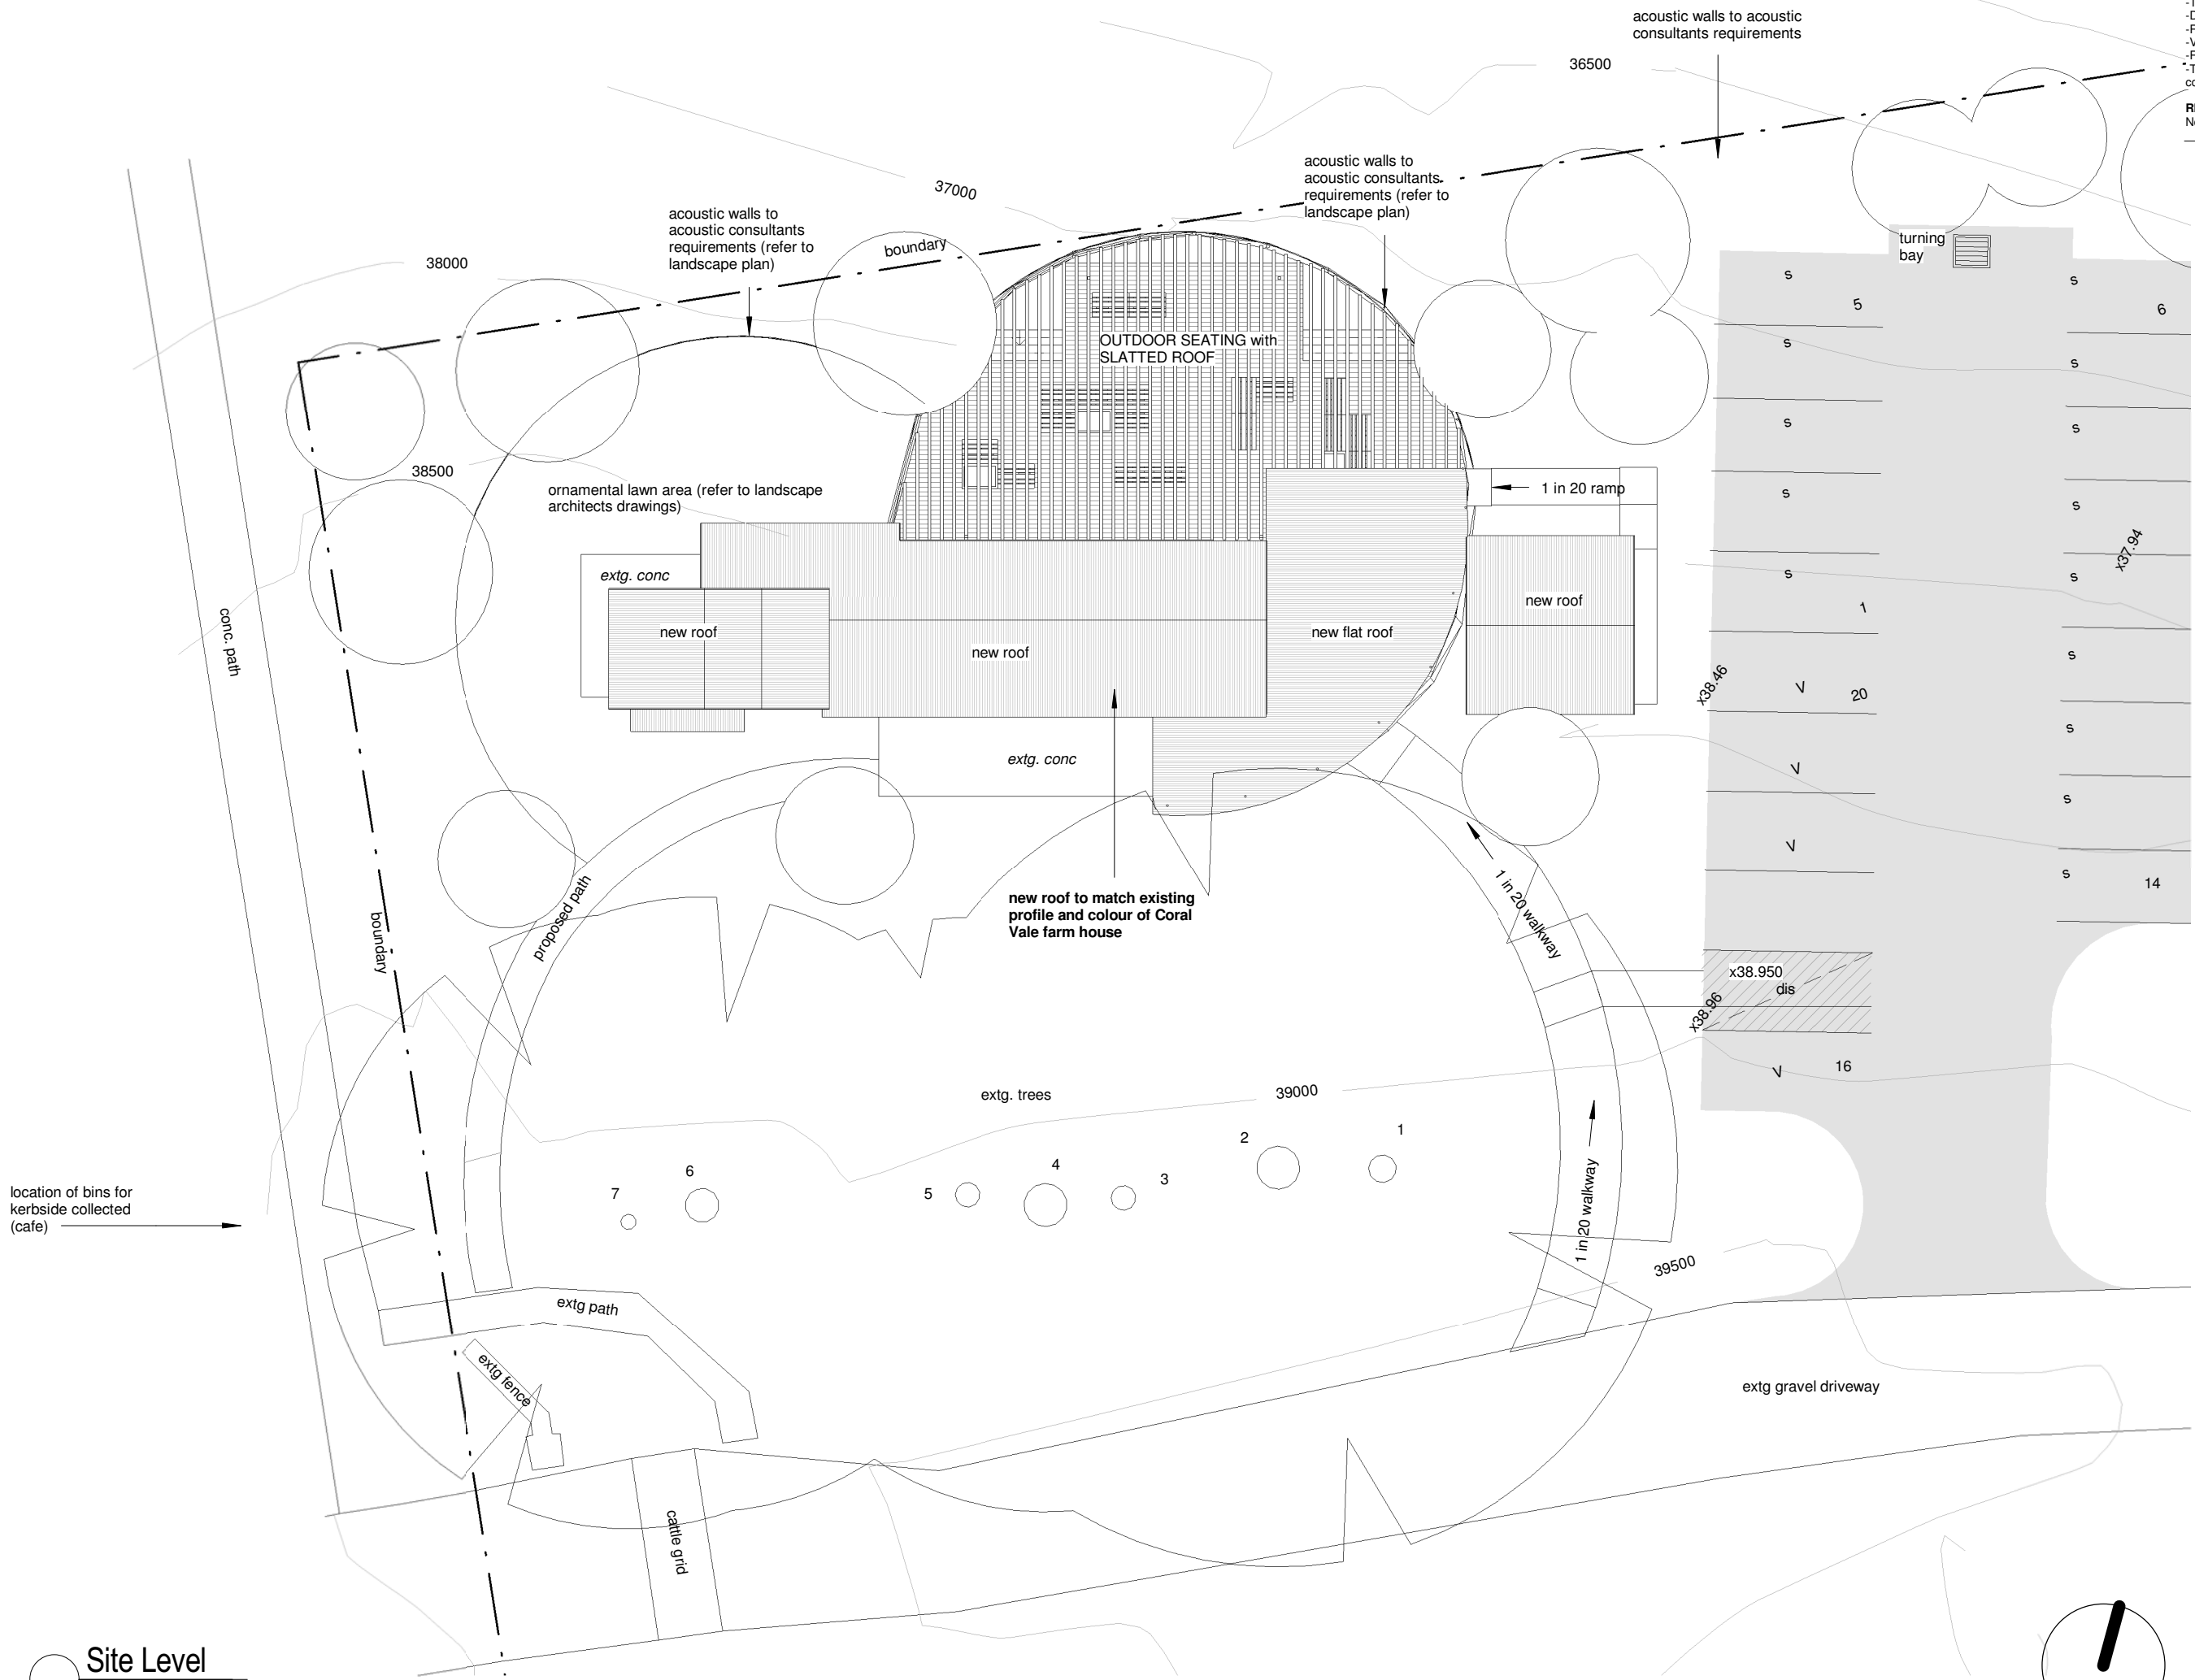 acoustic walls to acoustic
consultants requirements
36500
37000
acoustic walls to
acoustic consultants
requirements (refer to
landscape plan)
acoustic walls to
acoustic consultants
requirements (refer to
landscape plan)
boundary
38000
turning
bay
s
5
s
6
OUTDOOR SEATING with
SLATTED ROOF
s
s
s
s
38500
ornamental lawn area (refer to landscape
architects drawings)
1 in 20 ramp
s
s
x37.94
extg. conc
s
s
1
new roof
new roof
new roof
new flat roof
conc. path
s
x38.46
V
20
s
extg. conc
V
s
V
s
14
new roof to match existing
profile and colour of Coral
Vale farm house
proposed path
1 in 20 walkway
boundary
x38.950
dis
x38.96
V
16
extg. trees
39000
1
2
3
4
5
6
7
1 in 20 walkway
location of bins for
kerbside collected
(cafe)
39500
extg path
extg fence
extg gravel driveway
cattle grid
Site Level